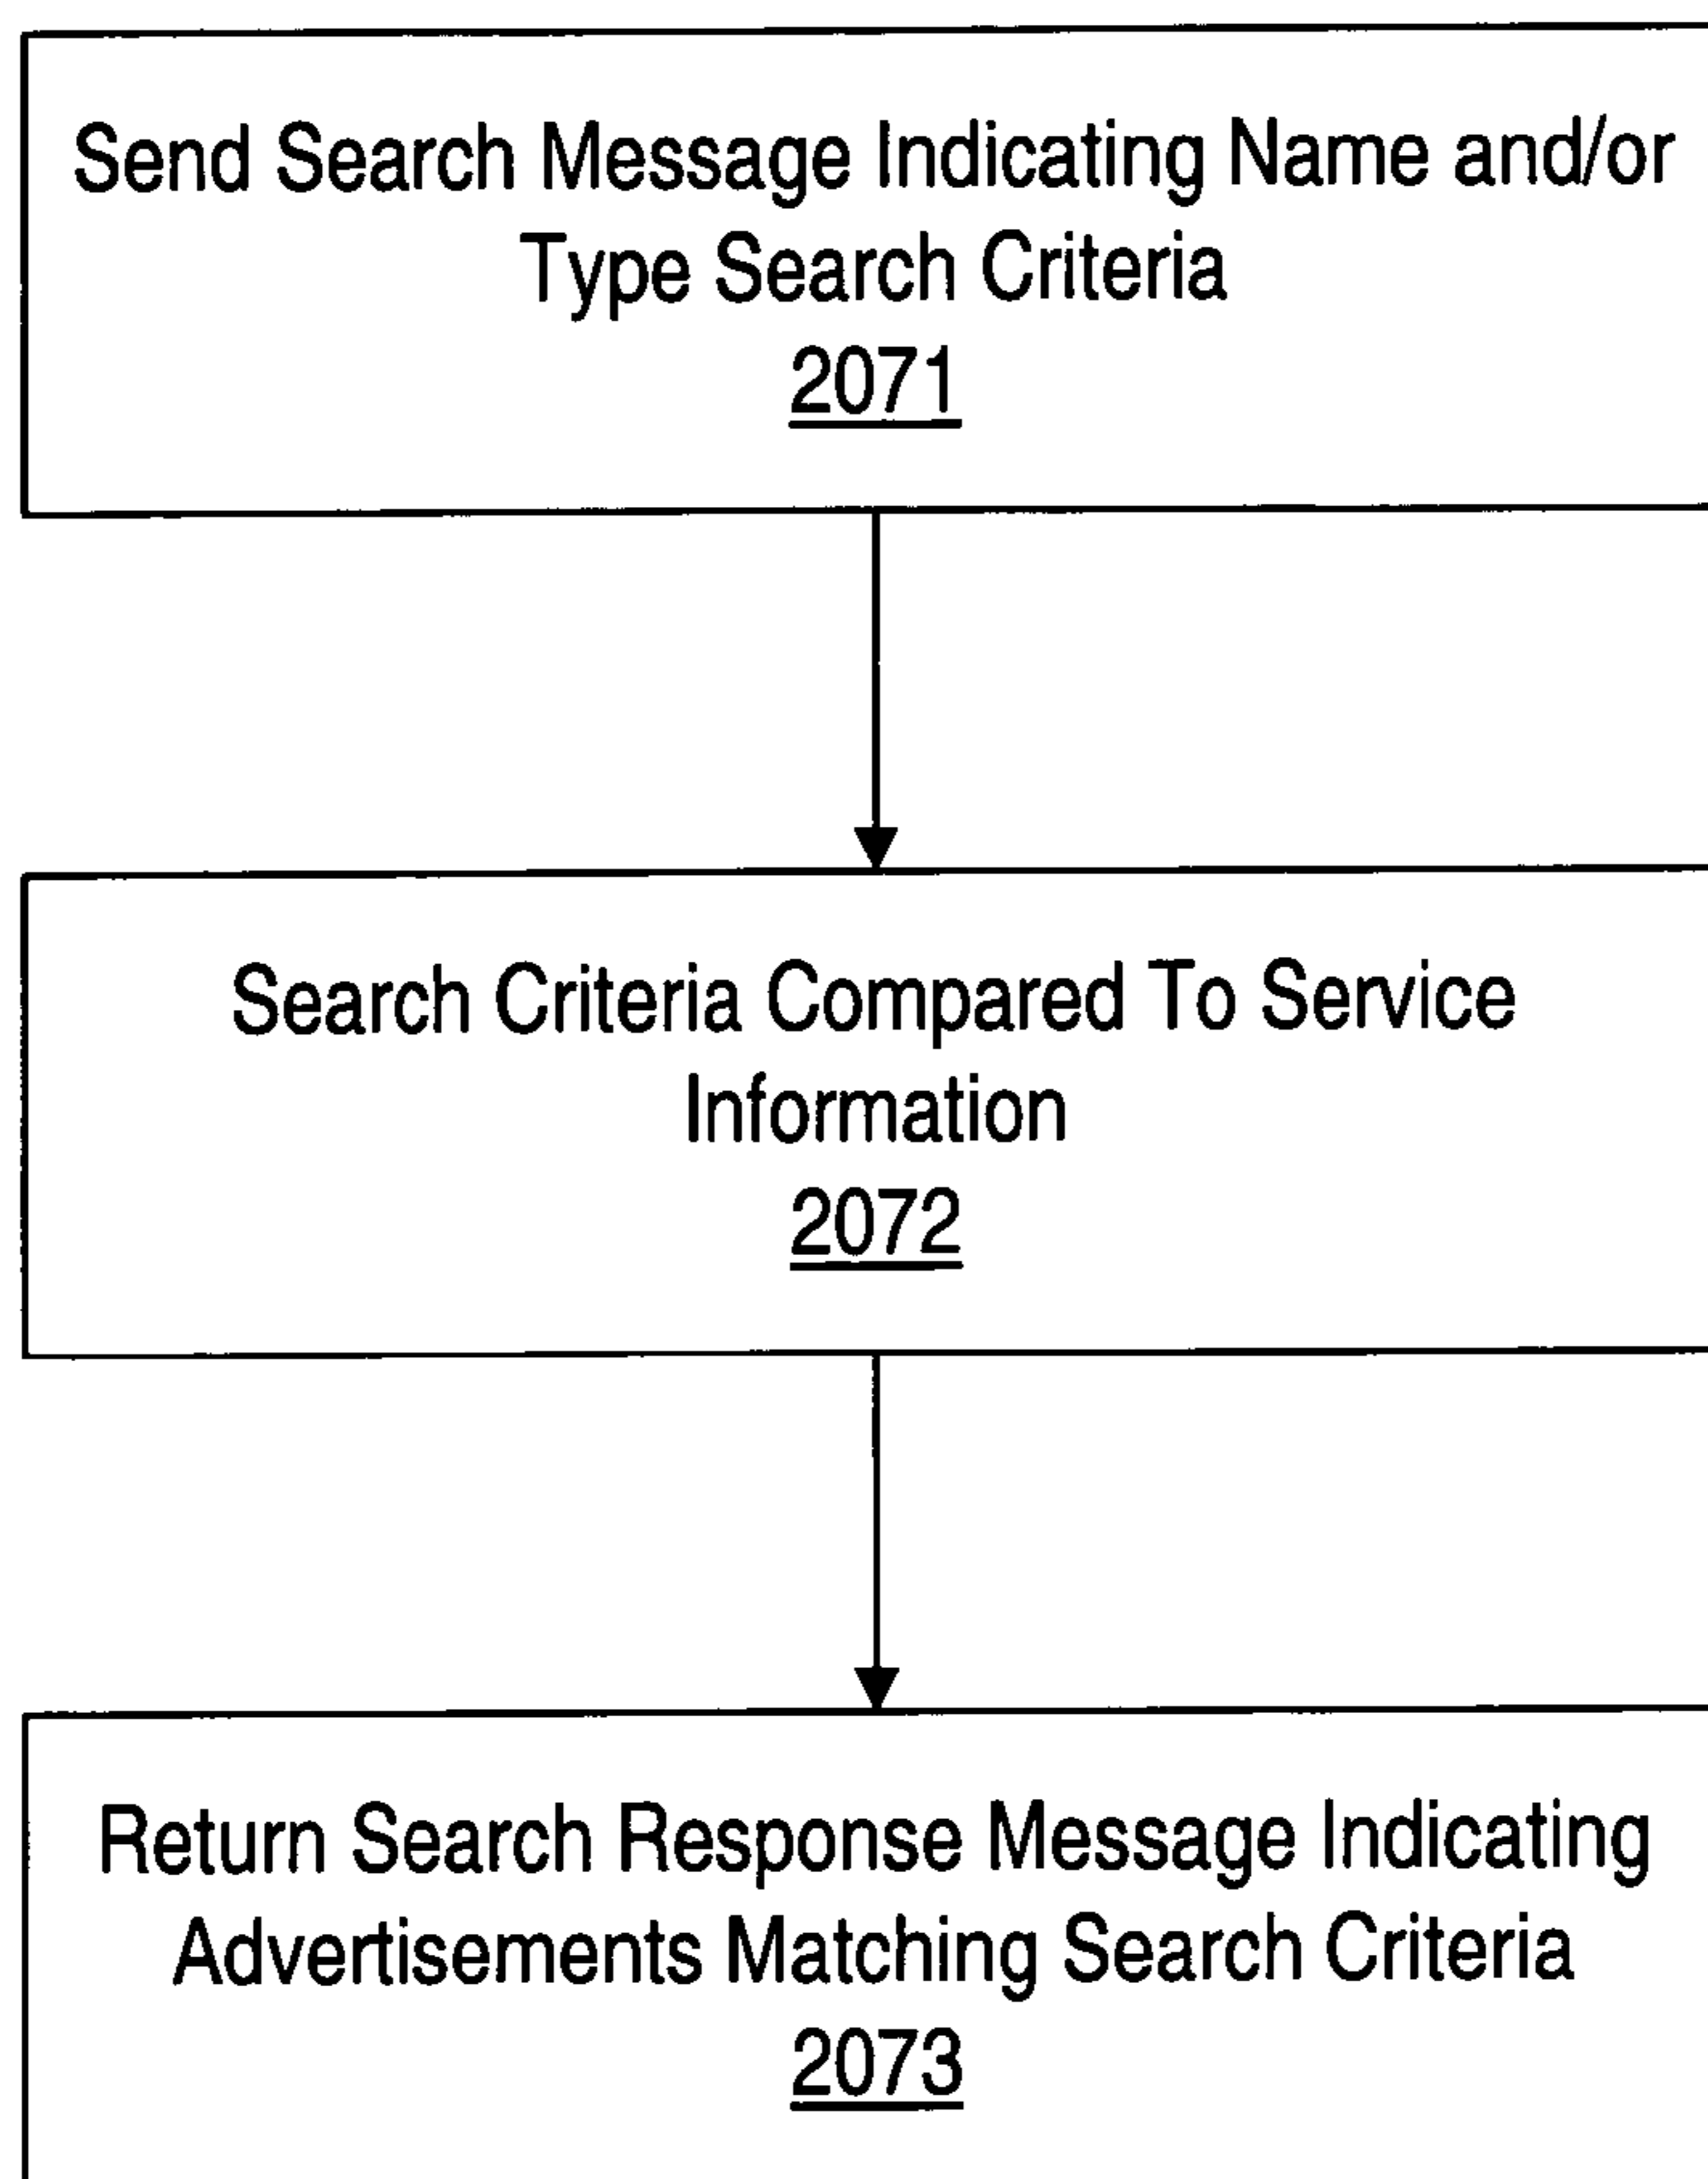 Send Search Message Indicating Name and/or
Type Search Criteria
2071
Search Criteria Compared To Service
Information
2072
Return Search Response Message Indicating
Advertisements Matching Search Criteria
2073